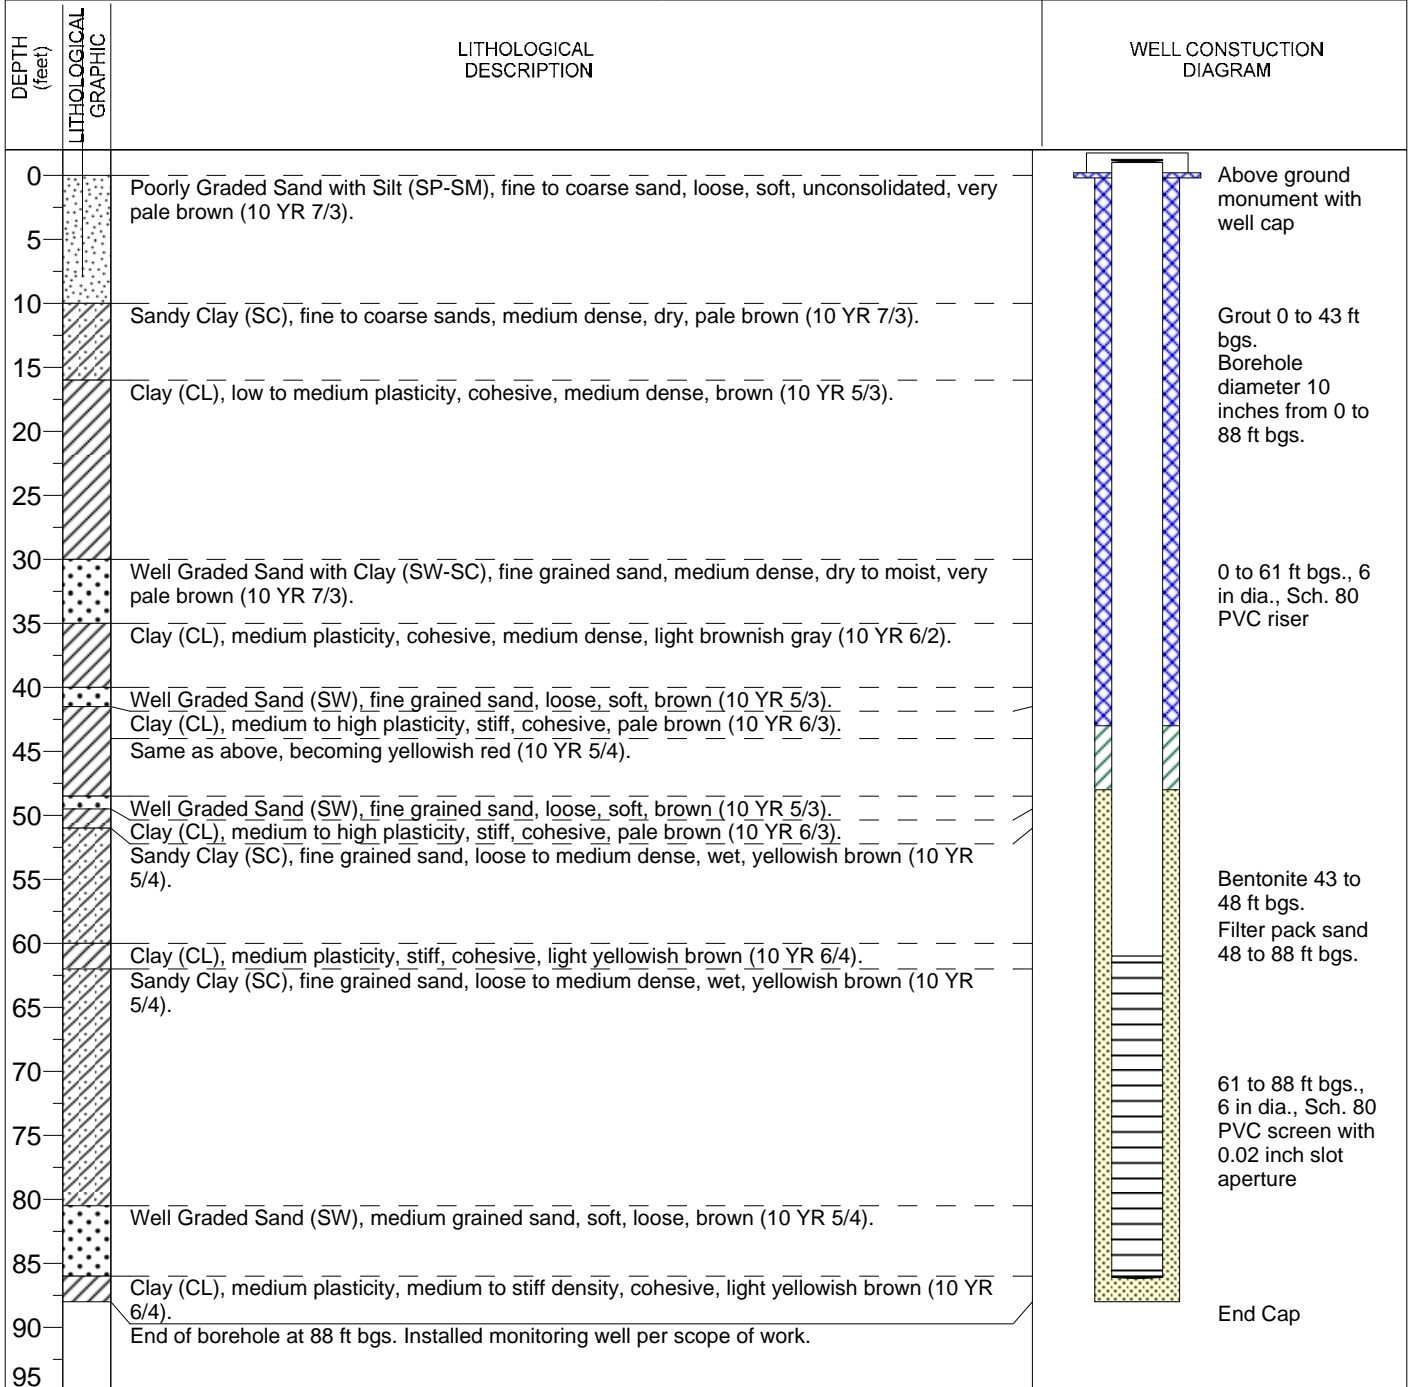 DEPTH
(feet)
LITHOLOGICAL
GRAPHIC
LITHOLOGICAL
DESCRIPTION
WELL CONSTUCTION
DIAGRAM
0
5
10
15
20
25
30
35
40
45
50
55
60
65
70
75
80
85
90
95
Poorly Graded Sand with Silt (SP-SM), fine to coarse sand, loose, soft, unconsolidated, very
pale brown (10 YR 7/3).
Sandy Clay (SC), fine to coarse sands, medium dense, dry, pale brown (10 YR 7/3).
Clay (CL), low to medium plasticity, cohesive, medium dense, brown (10 YR 5/3).
Well Graded Sand with Clay (SW-SC), fine grained sand, medium dense, dry to moist, very
pale brown (10 YR 7/3).
Clay (CL), medium plasticity, cohesive, medium dense, light brownish gray (10 YR 6/2).
Well Graded Sand (SW), fine grained sand, loose, soft, brown (10 YR 5/3).
Clay (CL), medium to high plasticity, stiff, cohesive, pale brown (10 YR 6/3).
Same as above, becoming yellowish red (10 YR 5/4).
Well Graded Sand (SW), fine grained sand, loose, soft, brown (10 YR 5/3).
Clay (CL), medium to high plasticity, stiff, cohesive, pale brown (10 YR 6/3).
Sandy Clay (SC), fine grained sand, loose to medium dense, wet, yellowish brown (10 YR
5/4).
Clay (CL), medium plasticity, stiff, cohesive, light yellowish brown (10 YR 6/4).
Sandy Clay (SC), fine grained sand, loose to medium dense, wet, yellowish brown (10 YR
5/4).
Well Graded Sand (SW), medium grained sand, soft, loose, brown (10 YR 5/4).
Clay (CL), medium plasticity, medium to stiff density, cohesive, light yellowish brown (10 YR
6/4).
End of borehole at 88 ft bgs. Installed monitoring well per scope of work.
Above ground
monument with
well cap
Grout 0 to 43 ft
bgs.
Borehole
diameter 10
inches from 0 to
88 ft bgs.
0 to 61 ft bgs., 6
in dia., Sch. 80
PVC riser
Bentonite 43 to
48 ft bgs.
Filter pack sand
48 to 88 ft bgs.
61 to 88 ft bgs.,
6 in dia., Sch. 80
PVC screen with
0.02 inch slot
aperture
End Cap